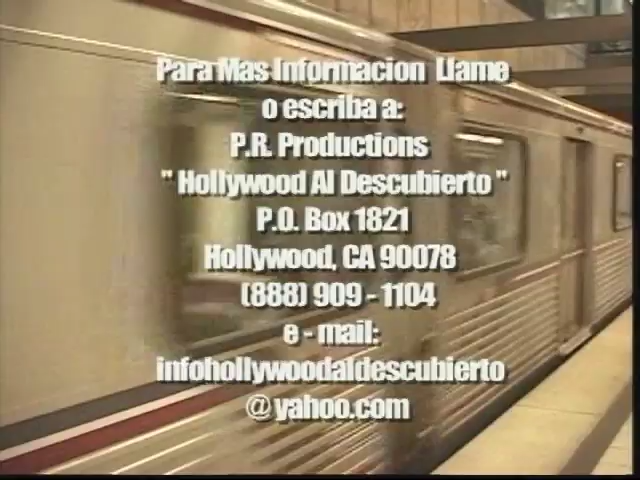 Para Mas Informacion Llame
o escriba a:
P.R. Productions
" Hollywood Al Descubierto "
P.O. Box 1821
Hollywood, CA 90078
(888) 909 - 1104
e - mail:
infohollywoodaldescubierto
@yahoo.com